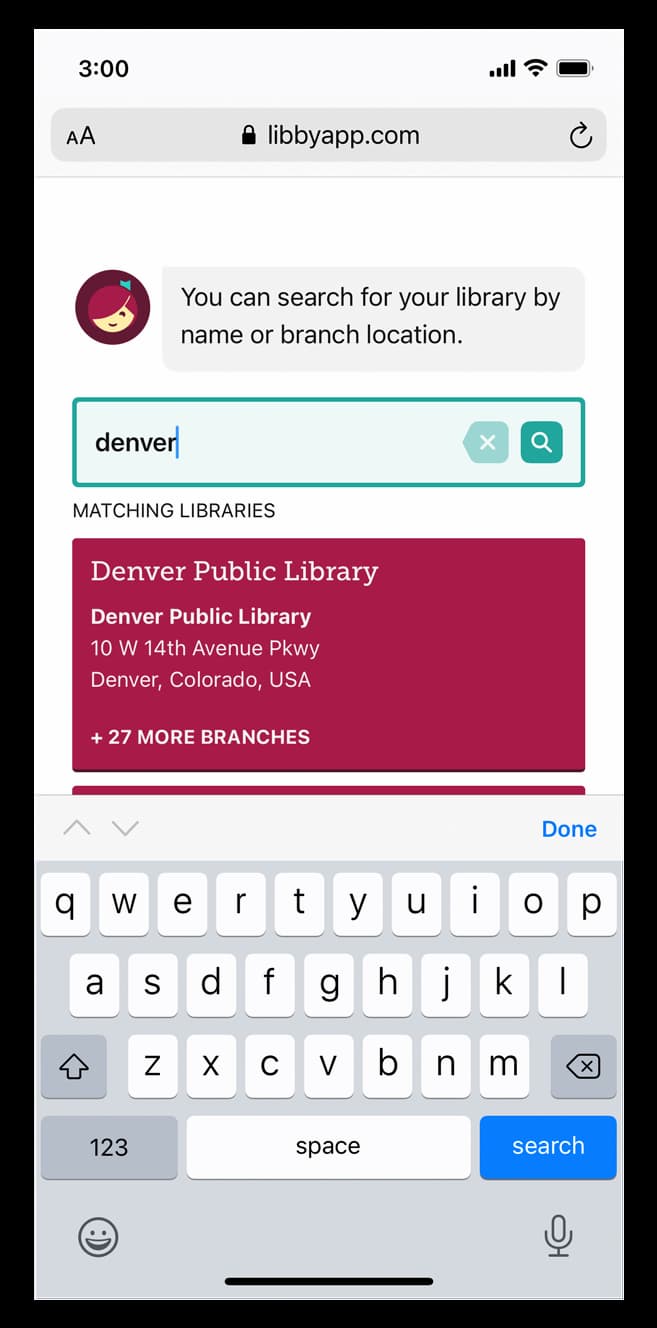 3:00
AA libbyapp.com
You can search for your library by
name or branch location.
denver
MATCHING LIBRARIES
Denver Public Library
Denver Public Library
10 W 14th Avenue Pkwy
Denver, Colorado, USA
+ 27 MORE BRANCHES
Done
q w e r t y u i o p
a s d f g h j k l
z x c v b n m
123 space search